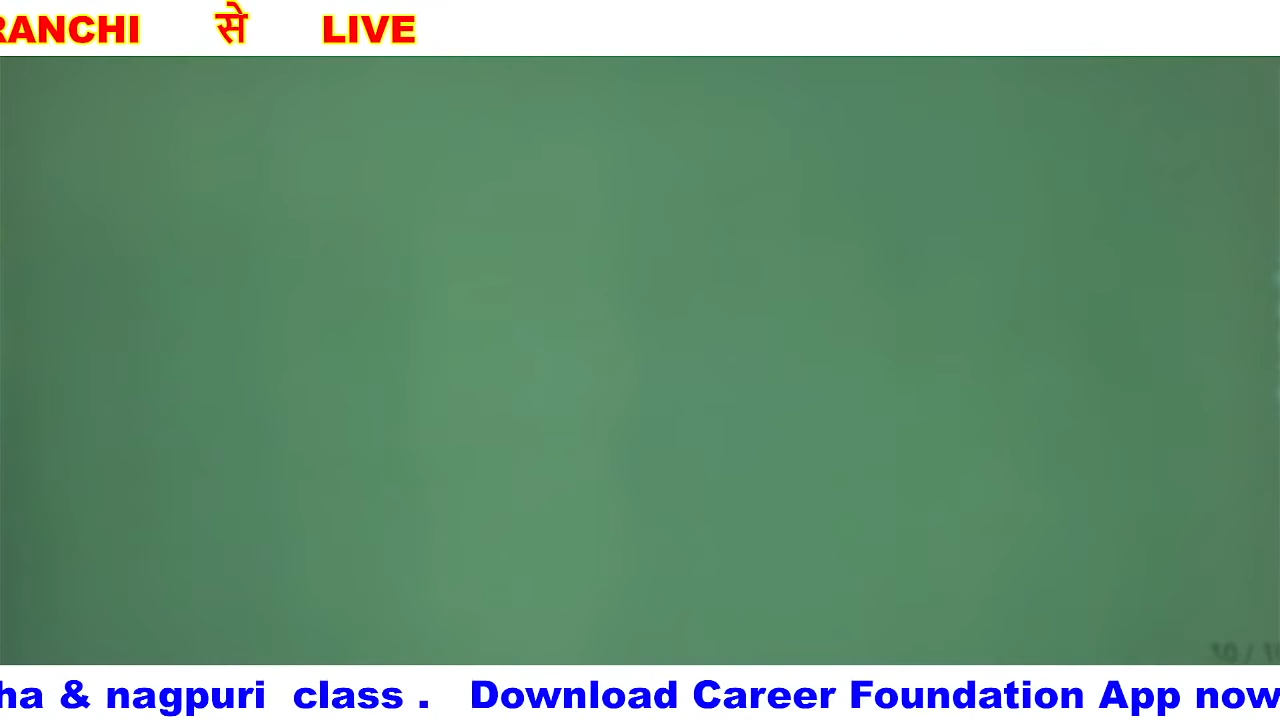 RANCHI से LIVE
ha & nagpuri class . Download Career Foundation App now